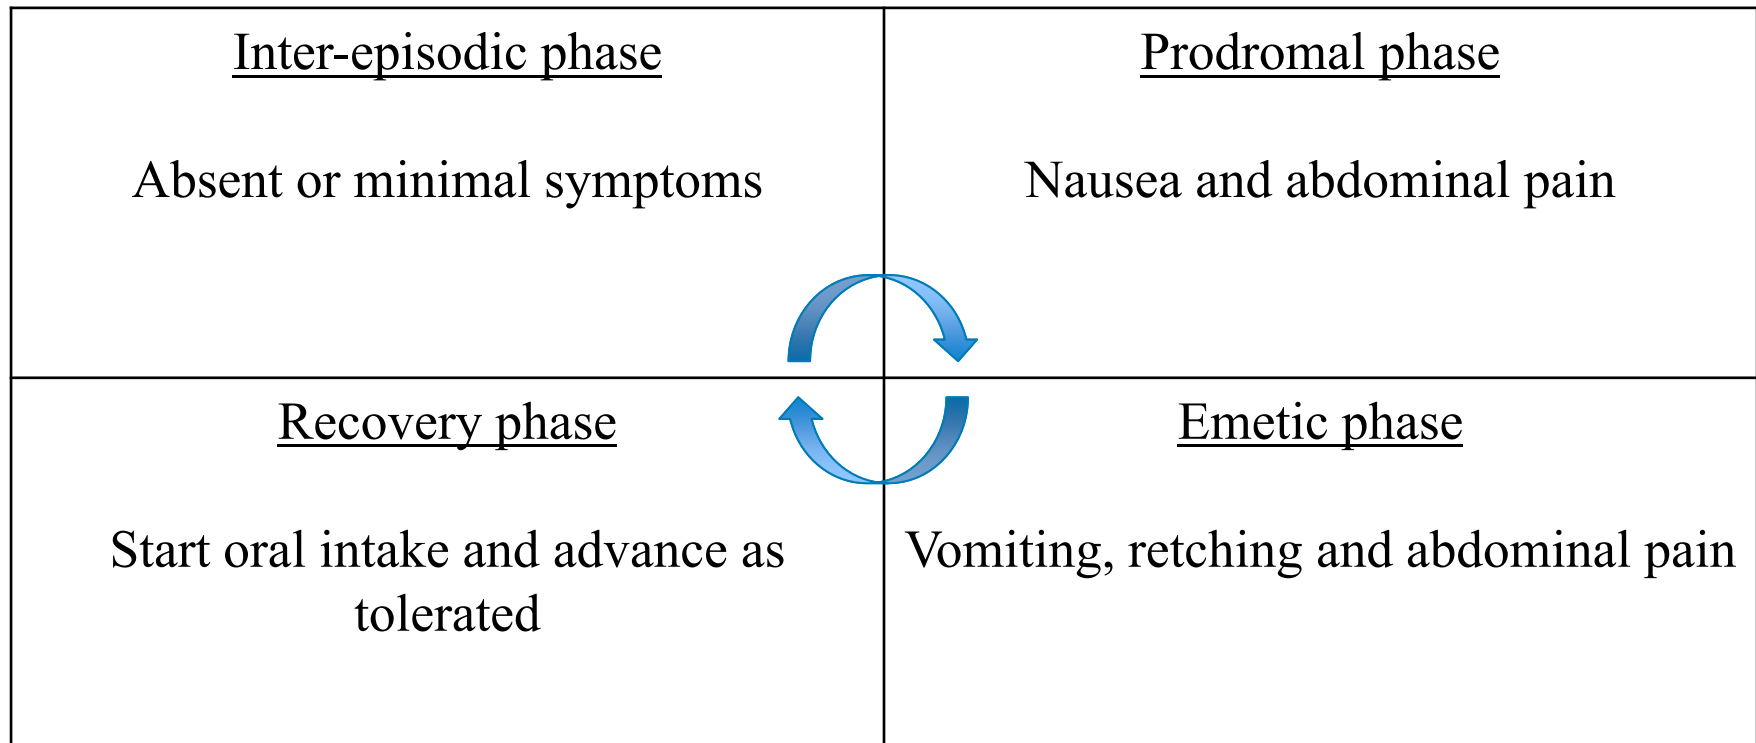 Inter-episodic phase
Absent or minimal symptoms
Prodromal phase
Nausea and abdominal pain
Recovery phase
Start oral intake and advance as
tolerated
Emetic phase
Vomiting, retching and abdominal pain